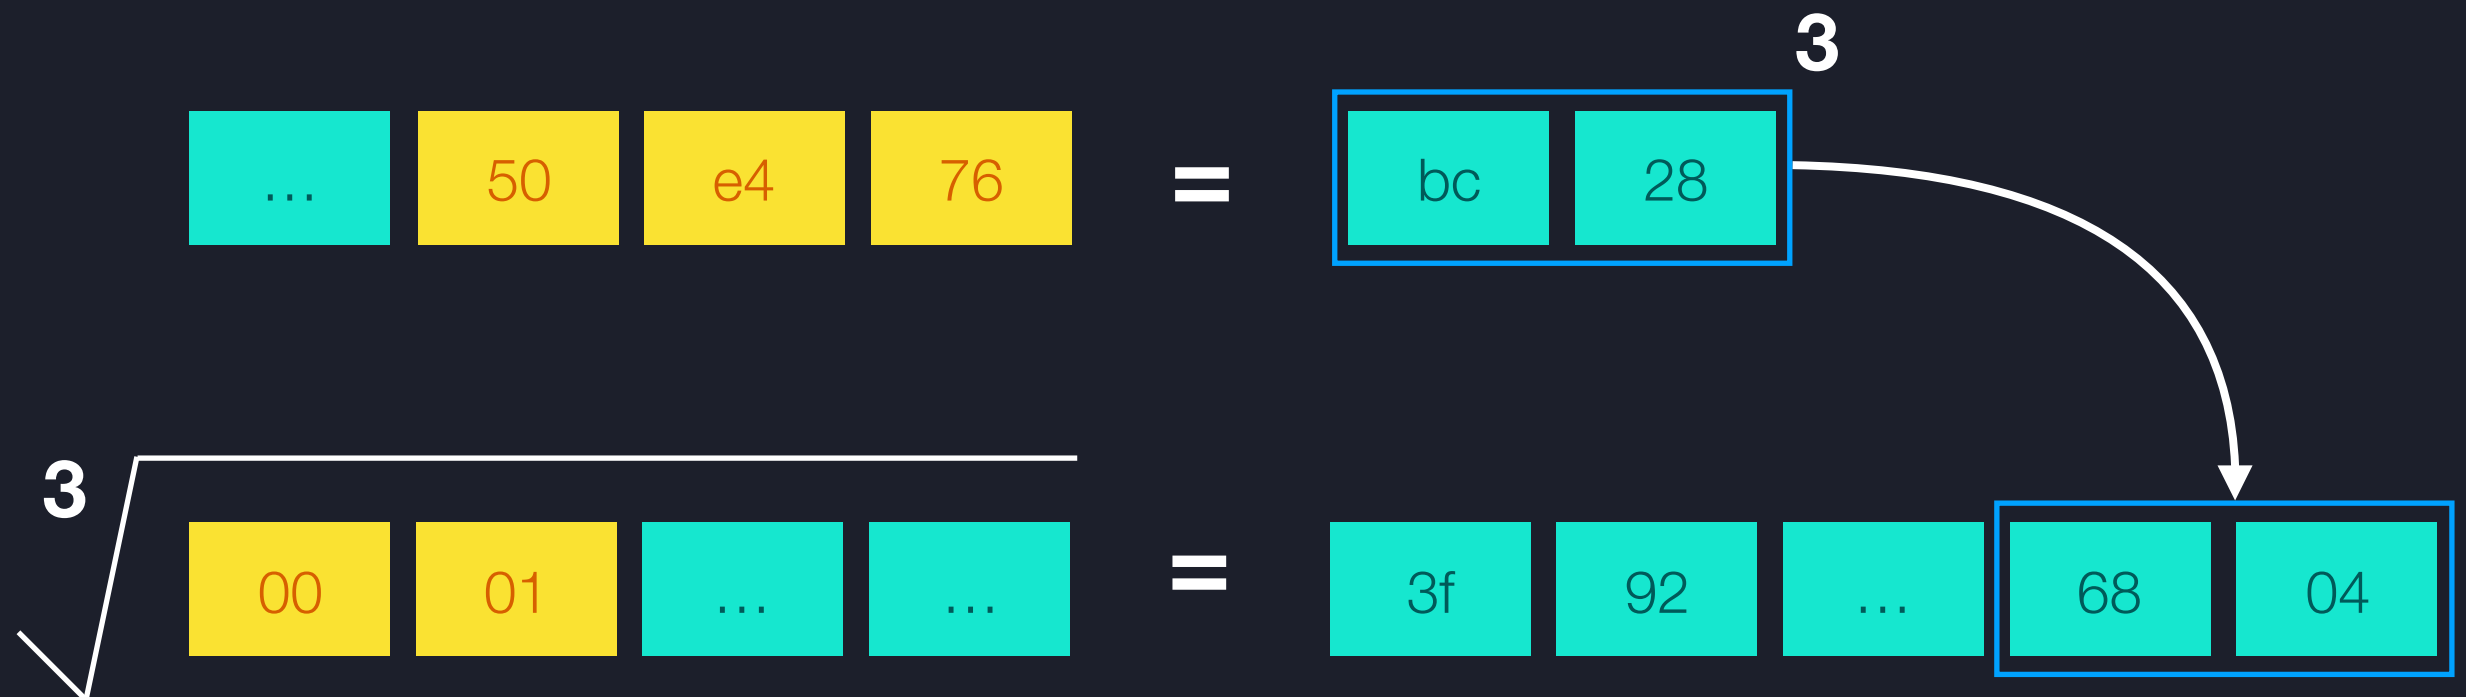 3
… 50 e4 76 = bc 28
3
00 01 … … = 3f 92 … 68 04